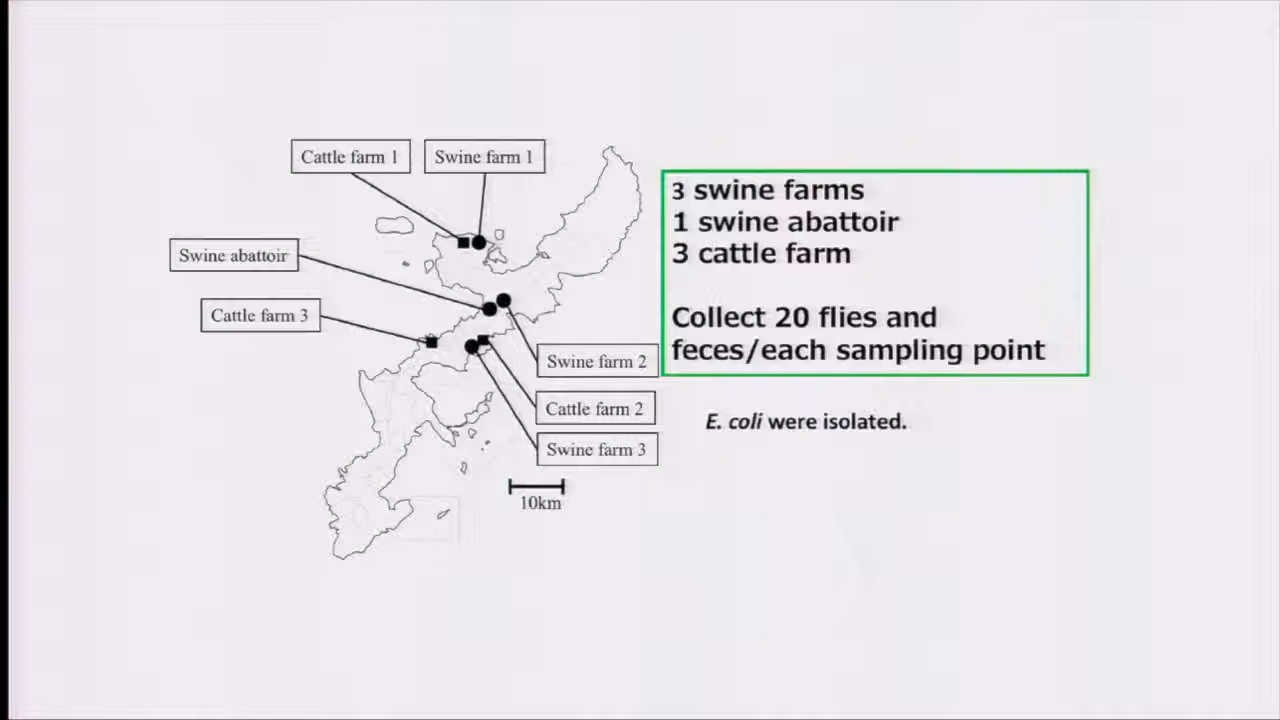 Cattle farm 1
Swine farm 1
Swine abattoir
Cattle farm 3
Swine farm 2
Cattle farm 2
Swine farm 3
10km
3 swine farms
1 swine abattoir
3 cattle farm
Collect 20 flies and
feces/each sampling point
E. coli were isolated.